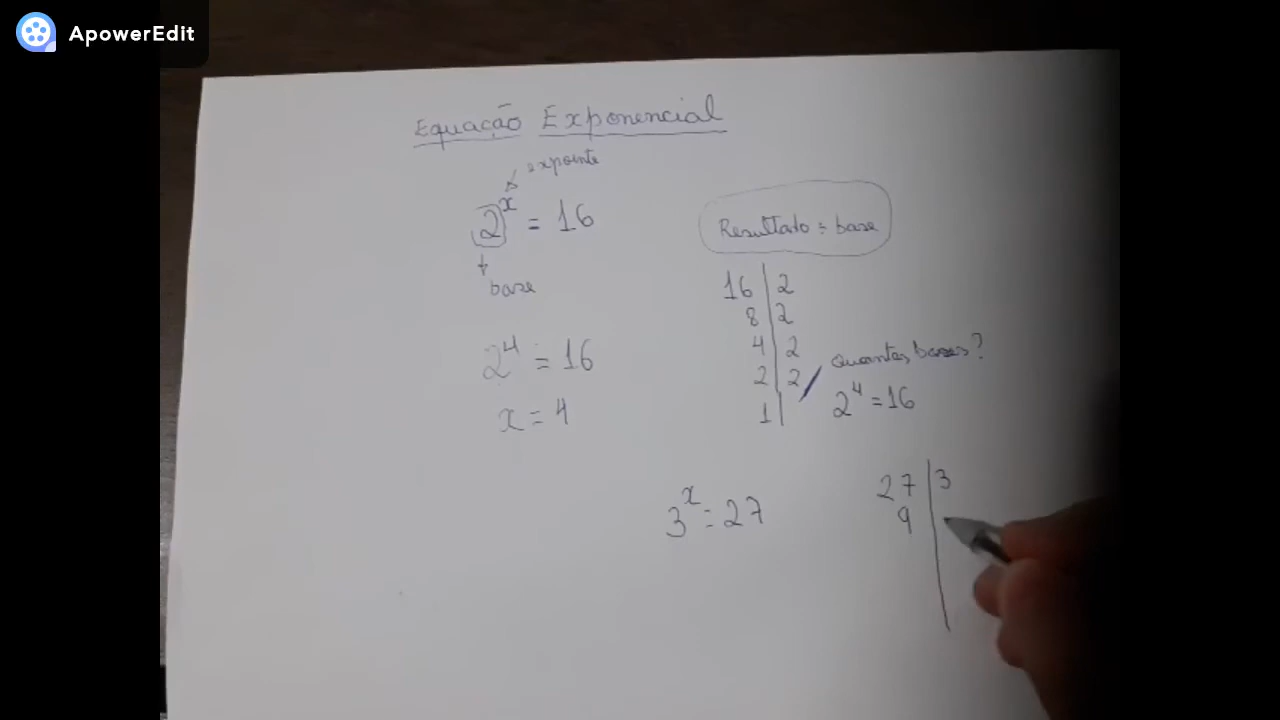 ApowerEdit
Equação Exponencial
expoente
2^x = 16
base
2^4 = 16
x = 4
Resultado ÷ base
16 | 2
8 | 2
4 | 2
2 | 2
1 |
quantas bases?
2^4 = 16
3^x = 27
27 | 3
9 |